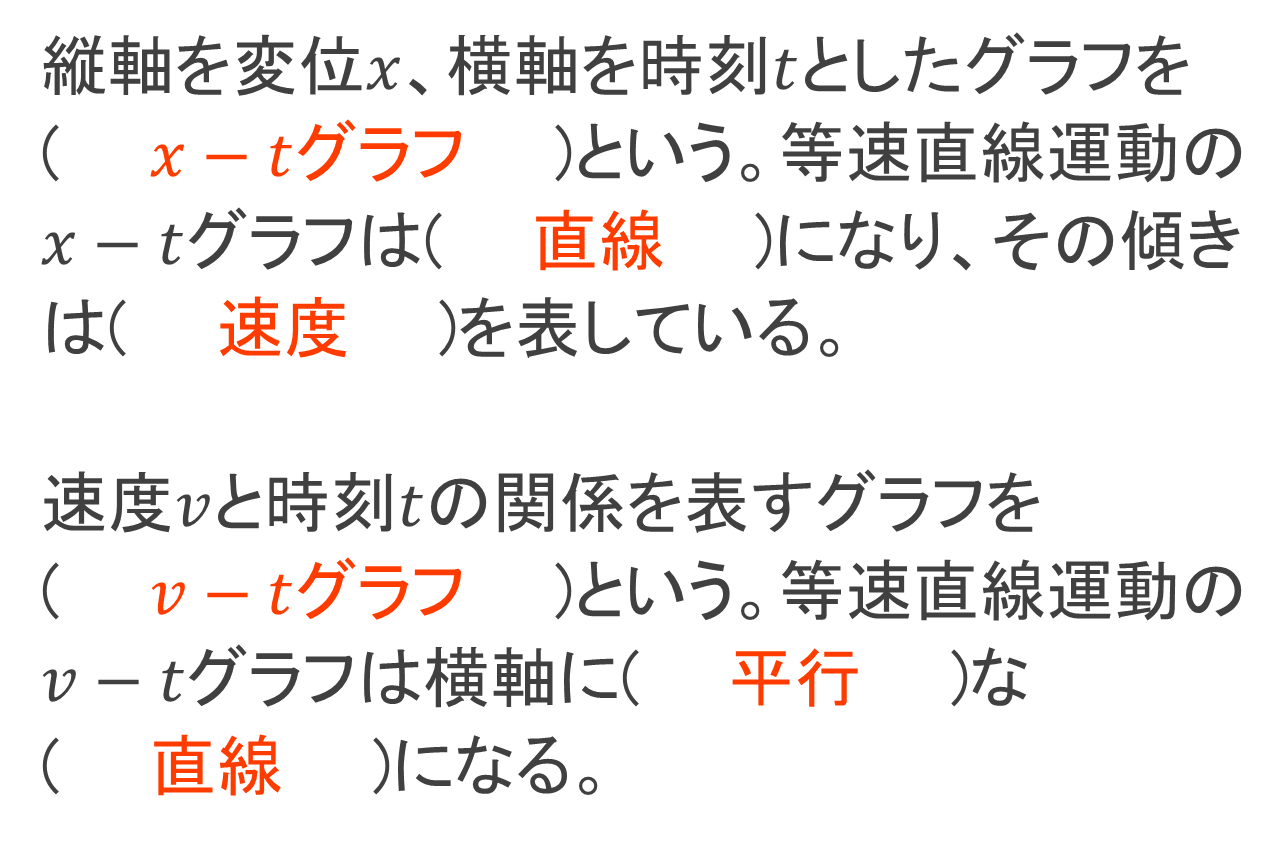 縦軸を変位x、横軸を時刻tとしたグラフを
(　x－tグラフ　)という。等速直線運動の
x－tグラフは(　直線　)になり、その傾き
は(　速度　)を表している。
速度vと時刻tの関係を表すグラフを
(　v－tグラフ　)という。等速直線運動の
v－tグラフは横軸に(　平行　)な
(　直線　)になる。